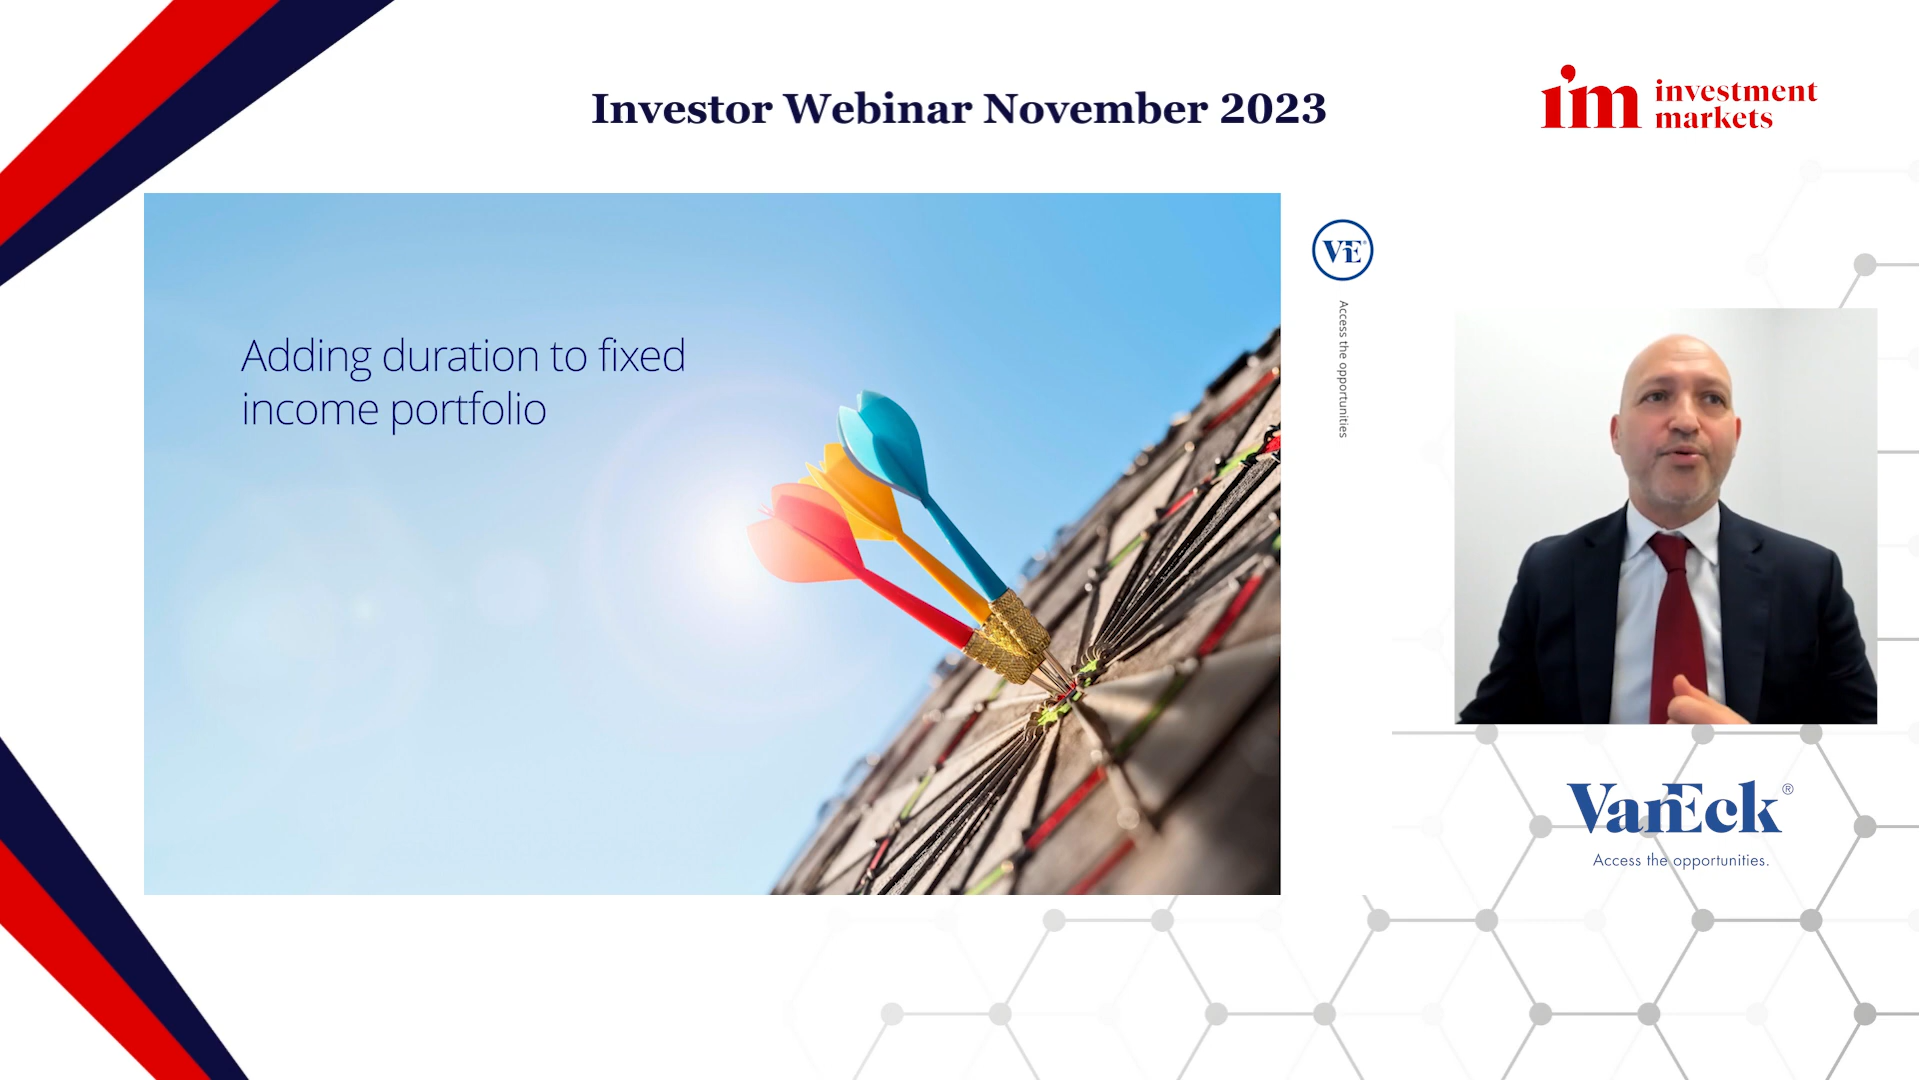 Investor Webinar November 2023
im investment
markets
Adding duration to fixed
income portfolio
VE
Access the opportunities
VanEck®
Access the opportunities.